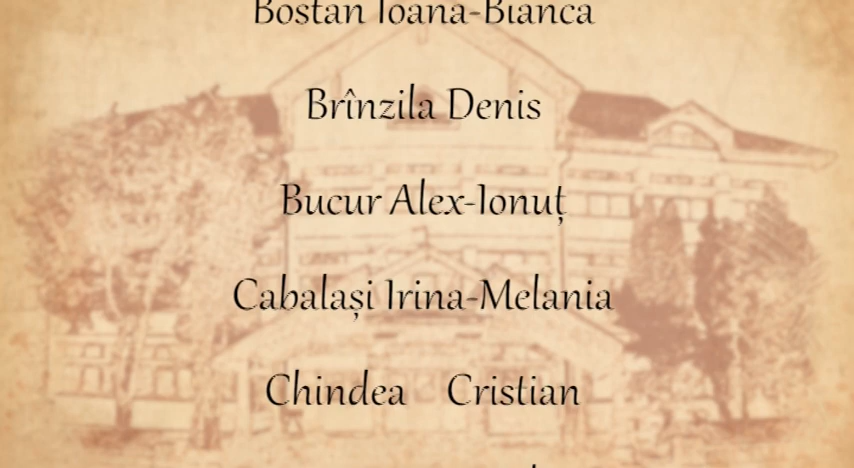 Bostan Ioana-Bianca
Brînzila Denis
Bucur Alex-Ionuț
Cabalași Irina-Melania
Chindea Cristian